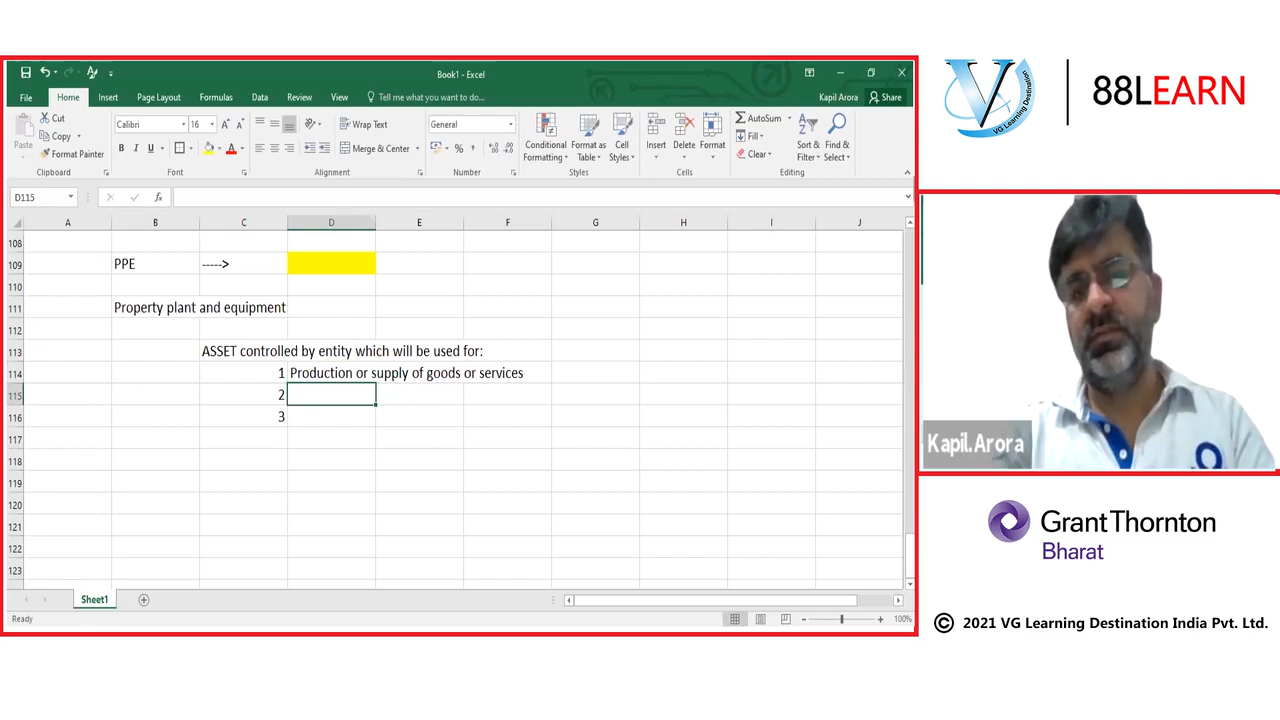 Book1 - Excel
File Home Insert Page Layout Formulas Data Review View Tell me what you want to do... Kapil Arora Share
Cut
Copy
Format Painter
Paste
Clipboard
Calibri 16
B I U
Font
Wrap Text
Merge & Center
Alignment
General
Number
Conditional Formatting
Format as Table
Cell Styles
Styles
Insert Delete Format
Cells
AutoSum
Fill
Clear
Sort & Filter
Find & Select
Editing
D115
fx
A B C D E F G H I J
108
109 PPE ----->
110
111 Property plant and equipment
112
113 ASSET controlled by entity which will be used for:
114 1 Production or supply of goods or services
115 2
116 3
117
118
119
120
121
122
123
Sheet1
Ready
100%
V
VG Learning Destination
88LEARN
Kapil.Arora
Grant Thornton
Bharat
© 2021 VG Learning Destination India Pvt. Ltd.